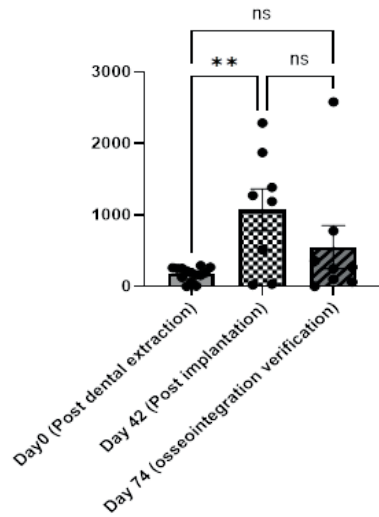 ns
** ns
3000
2000
1000
0
Day0 (Post dental extraction)
Day 42 (Post implantation)
Day 74 (osseointegration verification)